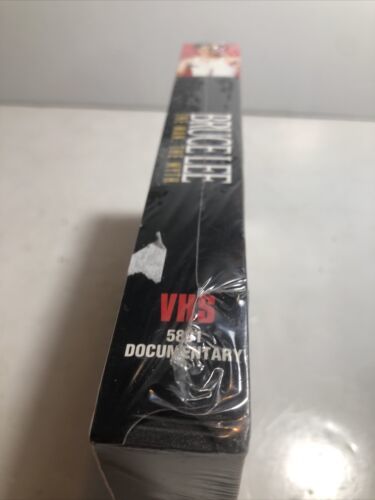 BRUCE LEE
THE MAN, THE MYTH
VHS
DOCUMENTARY